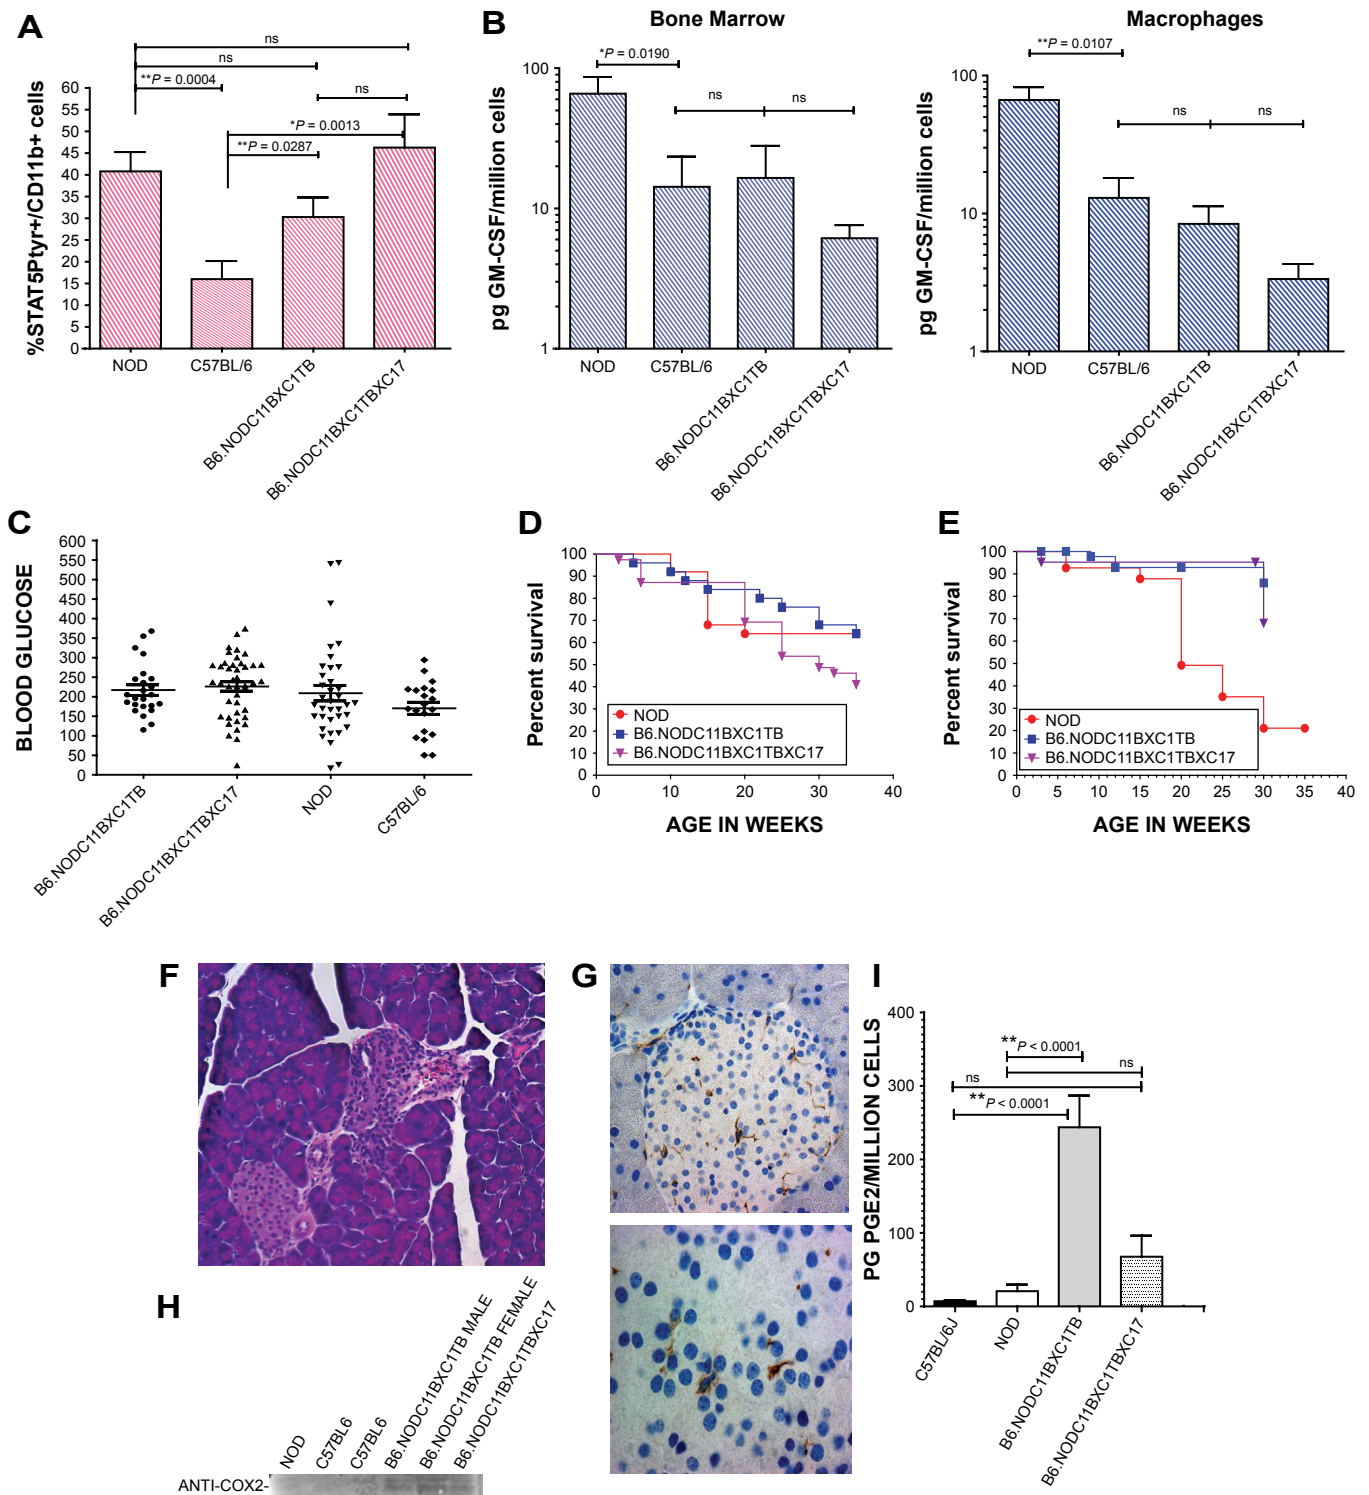 A
ns
ns
**P = 0.0004
ns
*P = 0.0013
**P = 0.0287
%STAT5Ptyr+/CD11b+ cells
60
55
50
45
40
35
30
25
20
15
10
5
0
NOD
C57BL/6
B6.NODC11BXC1TB
B6.NODC11BXC1TBXC17
B
Bone Marrow
*P = 0.0190
ns
ns
pg GM-CSF/million cells
100
10
1
NOD
C57BL/6
B6.NODC11BXC1TB
B6.NODC11BXC1TBXC17
Macrophages
**P = 0.0107
ns
ns
pg GM-CSF/million cells
100
10
1
NOD
C57BL/6
B6.NODC11BXC1TB
B6.NODC11BXC1TBXC17
C
BLOOD GLUCOSE
600
550
500
450
400
350
300
250
200
150
100
50
0
B6.NODC11BXC1TB
B6.NODC11BXC1TBXC17
NOD
C57BL/6
D
Percent survival
100
90
80
70
60
50
40
30
20
10
0
NOD
B6.NODC11BXC1TB
B6.NODC11BXC1TBXC17
0 10 20 30 40
AGE IN WEEKS
E
Percent survival
100
90
80
70
60
50
40
30
20
10
0
NOD
B6.NODC11BXC1TB
B6.NODC11BXC1TBXC17
0 5 10 15 20 25 30 35 40
AGE IN WEEKS
F
G
H
NOD
C57BL6
C57BL6
B6.NODC11BXC1TB MALE
B6.NODC11BXC1TB FEMALE
B6.NODC11BXC1TBXC17
ANTI-COX2-
I
**P < 0.0001
ns
ns
**P < 0.0001
PG PGE2/MILLION CELLS
400
300
200
100
0
C57BL/6J
NOD
B6.NODC11BXC1TB
B6.NODC11BXC1TBXC17